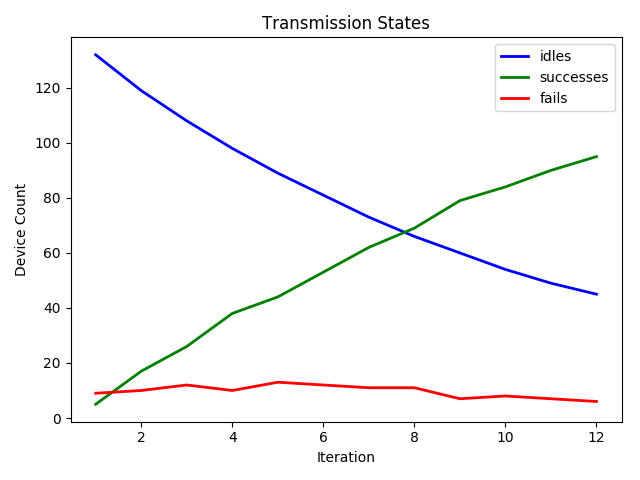 Transmission States
idles
successes
fails
Device Count
120
100
80
60
40
20
0
2 4 6 8 10 12
Iteration